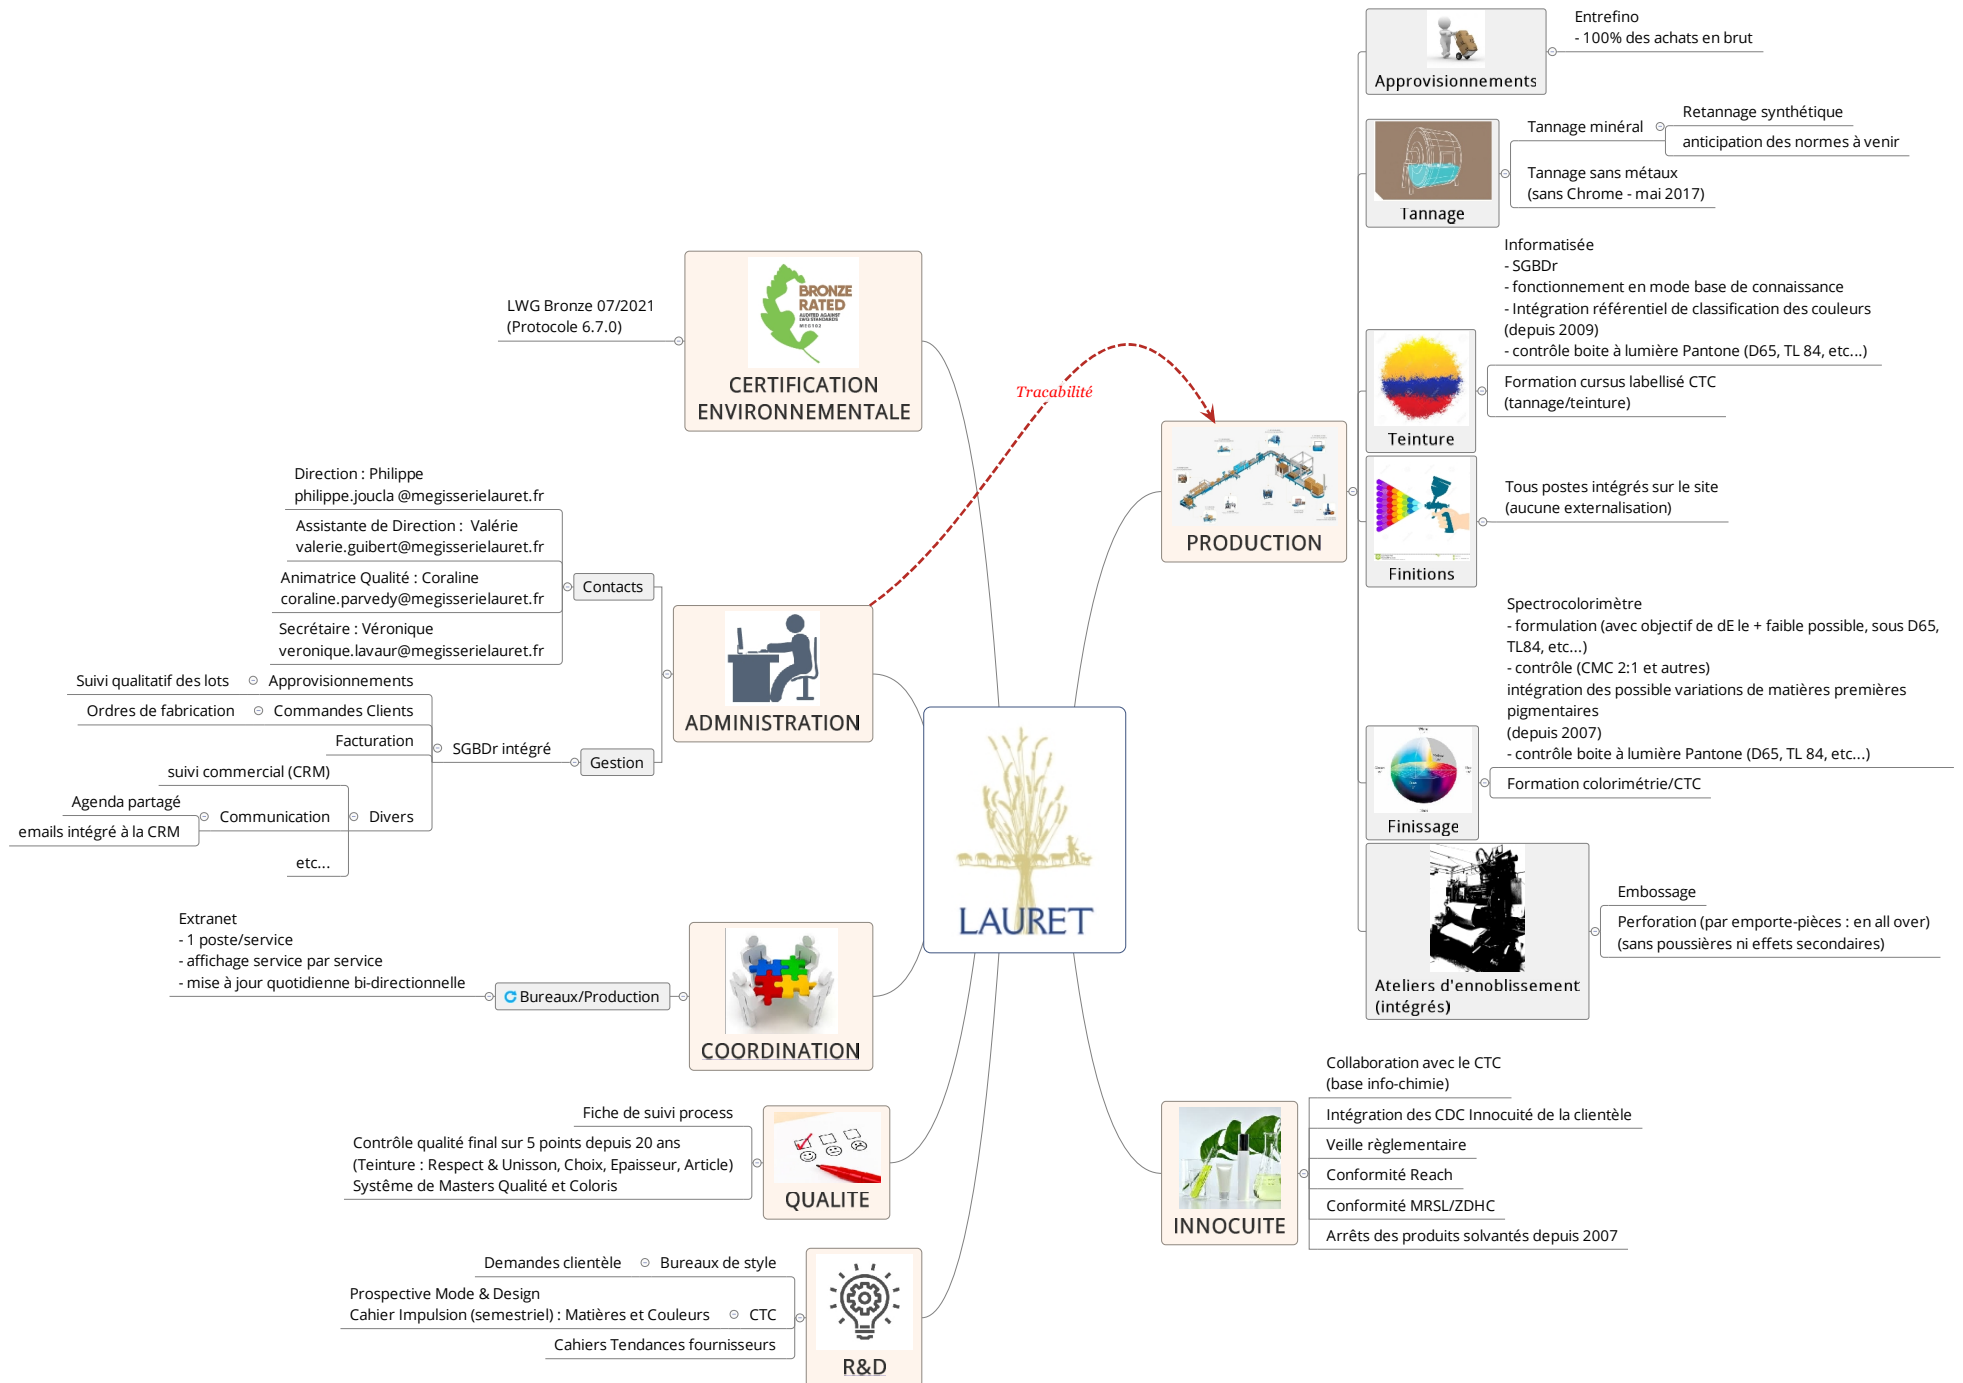 LWG Bronze 07/2021
(Protocole 6.7.0)
BRONZE
RATED
AUDITED AGAINST
LWG STANDARDS
CERTIFICATION
ENVIRONNEMENTALE
Direction : Philippe
philippe.joucla @megisserielauret.fr
Assistante de Direction :  Valérie
valerie.guibert@megisserielauret.fr
Animatrice Qualité : Coraline
coraline.parvedy@megisserielauret.fr
Secrétaire : Véronique
veronique.lavaur@megisserielauret.fr
Contacts
Suivi qualitatif des lots
Approvisionnements
Ordres de fabrication
Commandes Clients
Facturation
suivi commercial (CRM)
Agenda partagé
emails intégré à la CRM
Communication
etc...
Divers
SGBDr intégré
Gestion
ADMINISTRATION
Extranet
- 1 poste/service
- affichage service par service
- mise à jour quotidienne bi-directionnelle
Bureaux/Production
COORDINATION
Fiche de suivi process
Contrôle qualité final sur 5 points depuis 20 ans
(Teinture : Respect & Unisson, Choix, Epaisseur, Article)
Systême de Masters Qualité et Coloris
QUALITE
Demandes clientèle
Bureaux de style
Prospective Mode & Design
Cahier Impulsion (semestriel) : Matières et Couleurs
CTC
Cahiers Tendances fournisseurs
R&D
LAURET
Tracabilité
PRODUCTION
Approvisionnements
Entrefino
- 100% des achats en brut
Tannage
Tannage minéral
Retannage synthétique
anticipation des normes à venir
Tannage sans métaux
(sans Chrome - mai 2017)
Teinture
Informatisée
- SGBDr
- fonctionnement en mode base de connaissance
- Intégration référentiel de classification des couleurs
(depuis 2009)
- contrôle boite à lumière Pantone (D65, TL 84, etc...)
Formation cursus labellisé CTC
(tannage/teinture)
Finitions
Tous postes intégrés sur le site
(aucune externalisation)
Finissage
Spectrocolorimètre
- formulation (avec objectif de dE le + faible possible, sous D65,
TL84, etc...)
- contrôle (CMC 2:1 et autres)
intégration des possible variations de matières premières
pigmentaires
(depuis 2007)
- contrôle boite à lumière Pantone (D65, TL 84, etc...)
Formation colorimétrie/CTC
Ateliers d'ennoblissement
(intégrés)
Embossage
Perforation (par emporte-pièces : en all over)
(sans poussières ni effets secondaires)
INNOCUITE
Collaboration avec le CTC
(base info-chimie)
Intégration des CDC Innocuité de la clientèle
Veille règlementaire
Conformité Reach
Conformité MRSL/ZDHC
Arrêts des produits solvantés depuis 2007